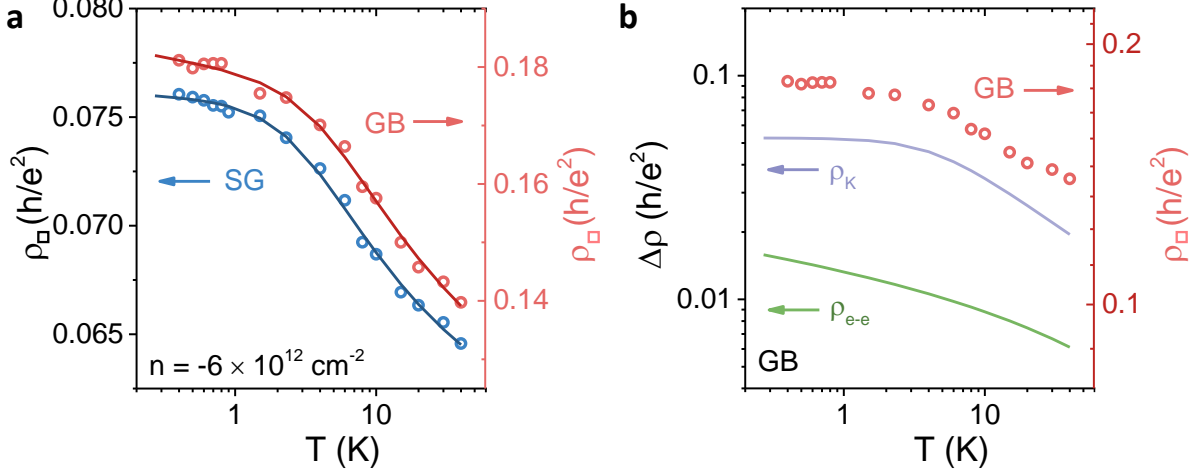 a
0.080
0.075
0.070
0.065
ρ□(h/e²)
0.18
0.16
0.14
ρ□(h/e²)
GB
SG
n = -6 × 10¹² cm⁻²
1
10
T (K)
b
0.1
0.01
Δρ (h/e²)
0.2
0.1
ρ□(h/e²)
GB
ρK
ρe-e
GB
1
10
T (K)